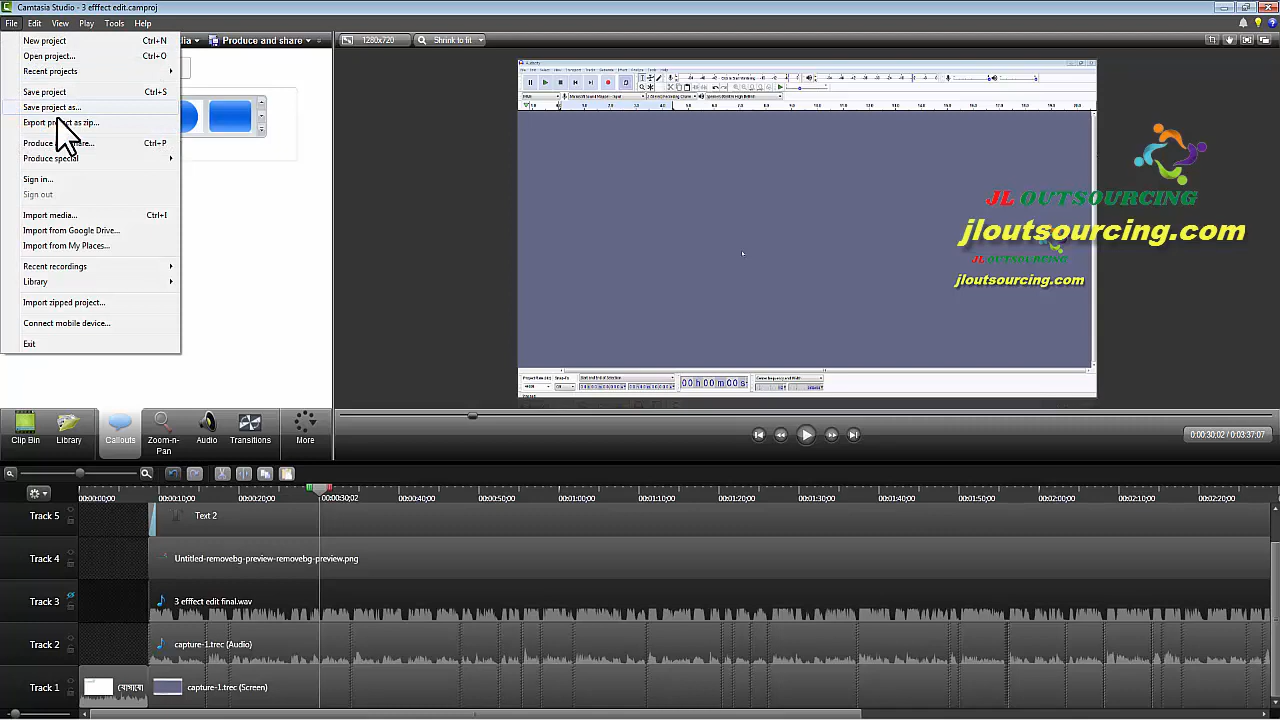 Camtasia Studio - 3 efffect edit.camproj
File Edit View Play Tools Help
New project Ctrl+N
Open project... Ctrl+O
Recent projects
Save project Ctrl+S
Save project as...
Export project as zip...
Produce Ctrl+P
Produce special
Sign in...
Sign out
Import media... Ctrl+I
Import from Google Drive...
Import from My Places...
Recent recordings
Library
Import zipped project...
Connect mobile device...
Exit
Produce and share
1280x720 Shrink to fit
JL OUTSOURCING
jloutsourcing.com
JL OUTSOURCING
jloutsourcing.com
00 h 00 m 00 s
Clip Bin Library Callouts Zoom-n-Pan Audio Transitions More
0:00:30;02 / 0:03:37;07
00:00:00;00 00:00:10;00 00:00:20;00 00:00:30;02 00:00:40;00 00:00:50;00 00:01:00;00 00:01:10;00 00:01:20;00 00:01:30;00 00:01:40;00 00:01:50;00 00:02:00;00 00:02:10;00 00:02:20;00
Track 5 Text 2
Track 4 Untitled-removebg-preview-removebg-preview.png
Track 3 3 effect edit final.wav
Track 2 capture-1.trec (Audio)
Track 1 capture-1.trec (Screen)